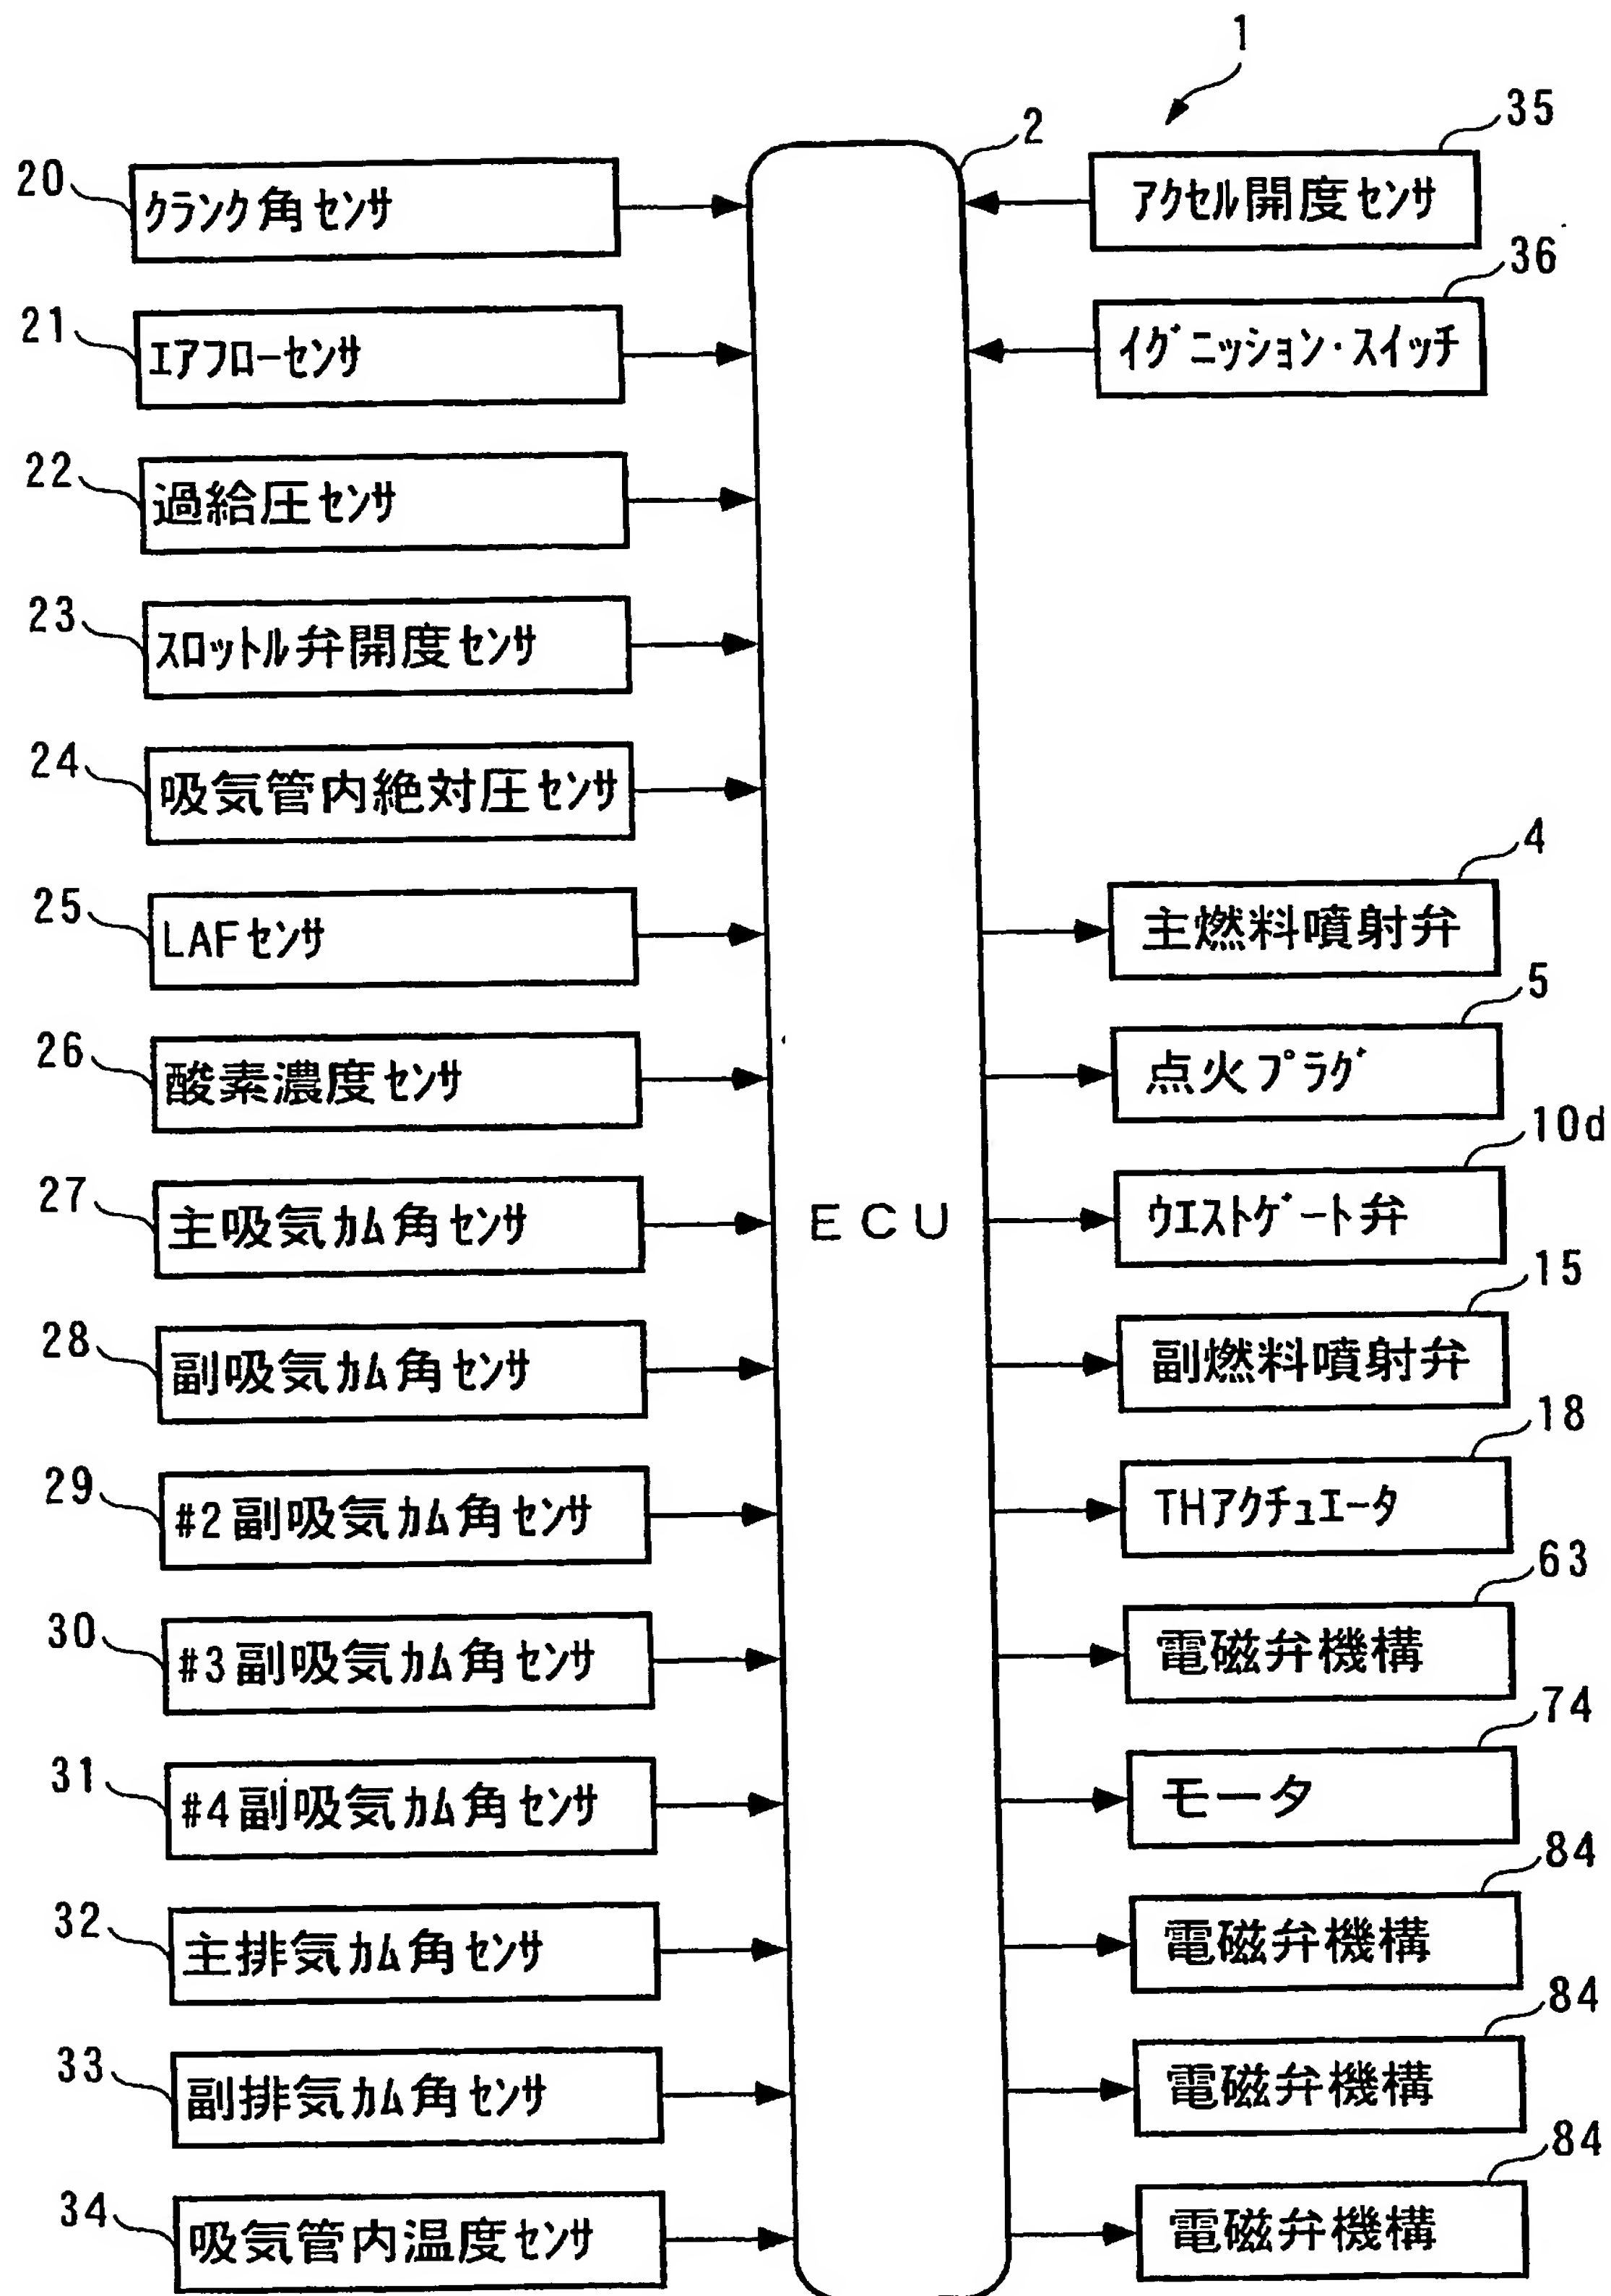 1
2
20
クランク角センサ
21
エアフローセンサ
22
過給圧センサ
23
スロットル弁開度センサ
24
吸気管内絶対圧センサ
25
LAFセンサ
26
酸素濃度センサ
27
主吸気カム角センサ
28
副吸気カム角センサ
29
#2副吸気カム角センサ
30
#3副吸気カム角センサ
31
#4副吸気カム角センサ
32
主排気カム角センサ
33
副排気カム角センサ
34
吸気管内温度センサ
ECU
35
アクセル開度センサ
36
イグニッション・スイッチ
4
主燃料噴射弁
5
点火プラグ
10d
ウエストゲート弁
15
副燃料噴射弁
18
THアクチュエータ
63
電磁弁機構
74
モータ
84
電磁弁機構
84
電磁弁機構
84
電磁弁機構